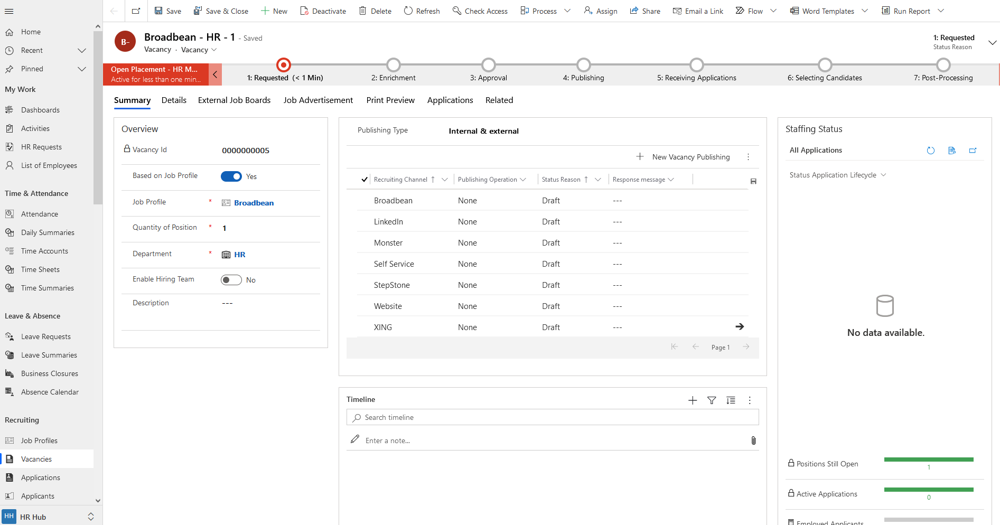 Save
Save & Close
New
Deactivate
Delete
Refresh
Check Access
Process
Assign
Share
Email a Link
Flow
Word Templates
Run Report
Home
Recent
Pinned
My Work
Dashboards
Activities
HR Requests
List of Employees
Time & Attendance
Attendance
Daily Summaries
Time Accounts
Time Sheets
Time Summaries
Leave & Absence
Leave Requests
Leave Summaries
Business Closures
Absence Calendar
Recruiting
Job Profiles
Vacancies
Applications
Applicants
HH HR Hub
B-
Broadbean - HR - 1 - Saved
Vacancy · Vacancy
1: Requested
Status Reason
Open Placement - HR M...
Active for less than one min...
1: Requested (< 1 Min)
2: Enrichment
3: Approval
4: Publishing
5: Receiving Applications
6: Selecting Candidates
7: Post-Processing
Summary
Details
External Job Boards
Job Advertisement
Print Preview
Applications
Related
Overview
Vacancy Id 0000000005
Based on Job Profile Yes
Job Profile * Broadbean
Quantity of Position * 1
Department * HR
Enable Hiring Team No
Description ---
Publishing Type Internal & external
New Vacancy Publishing
Recruiting Channel Publishing Operation Status Reason Response message
Broadbean None Draft ---
LinkedIn None Draft ---
Monster None Draft ---
Self Service None Draft ---
StepStone None Draft ---
Website None Draft ---
XING None Draft ---
Page 1
Timeline
Search timeline
Enter a note...
Staffing Status
All Applications
Status Application Lifecycle
No data available.
Positions Still Open
1
Active Applications
0
Employed Applicants